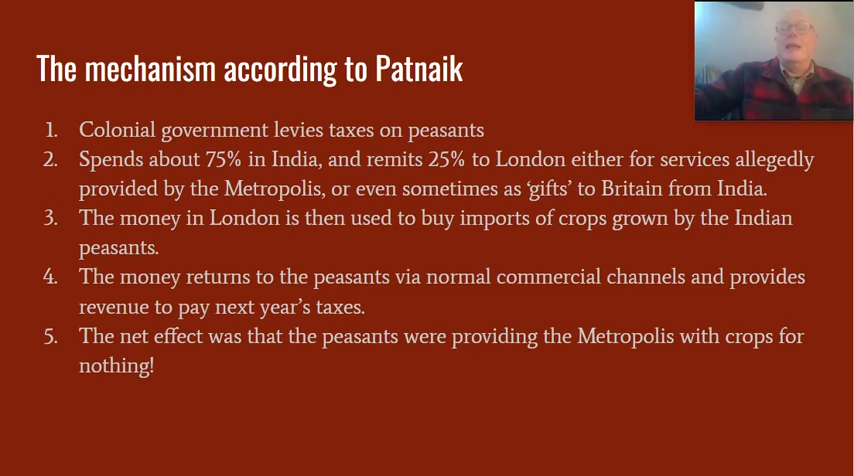 The mechanism according to Patnaik
1. Colonial government levies taxes on peasants
2. Spends about 75% in India, and remits 25% to London either for services allegedly
provided by the Metropolis, or even sometimes as ‘gifts’ to Britain from India.
3. The money in London is then used to buy imports of crops grown by the Indian
peasants.
4. The money returns to the peasants via normal commercial channels and provides
revenue to pay next year’s taxes.
5. The net effect was that the peasants were providing the Metropolis with crops for
nothing!